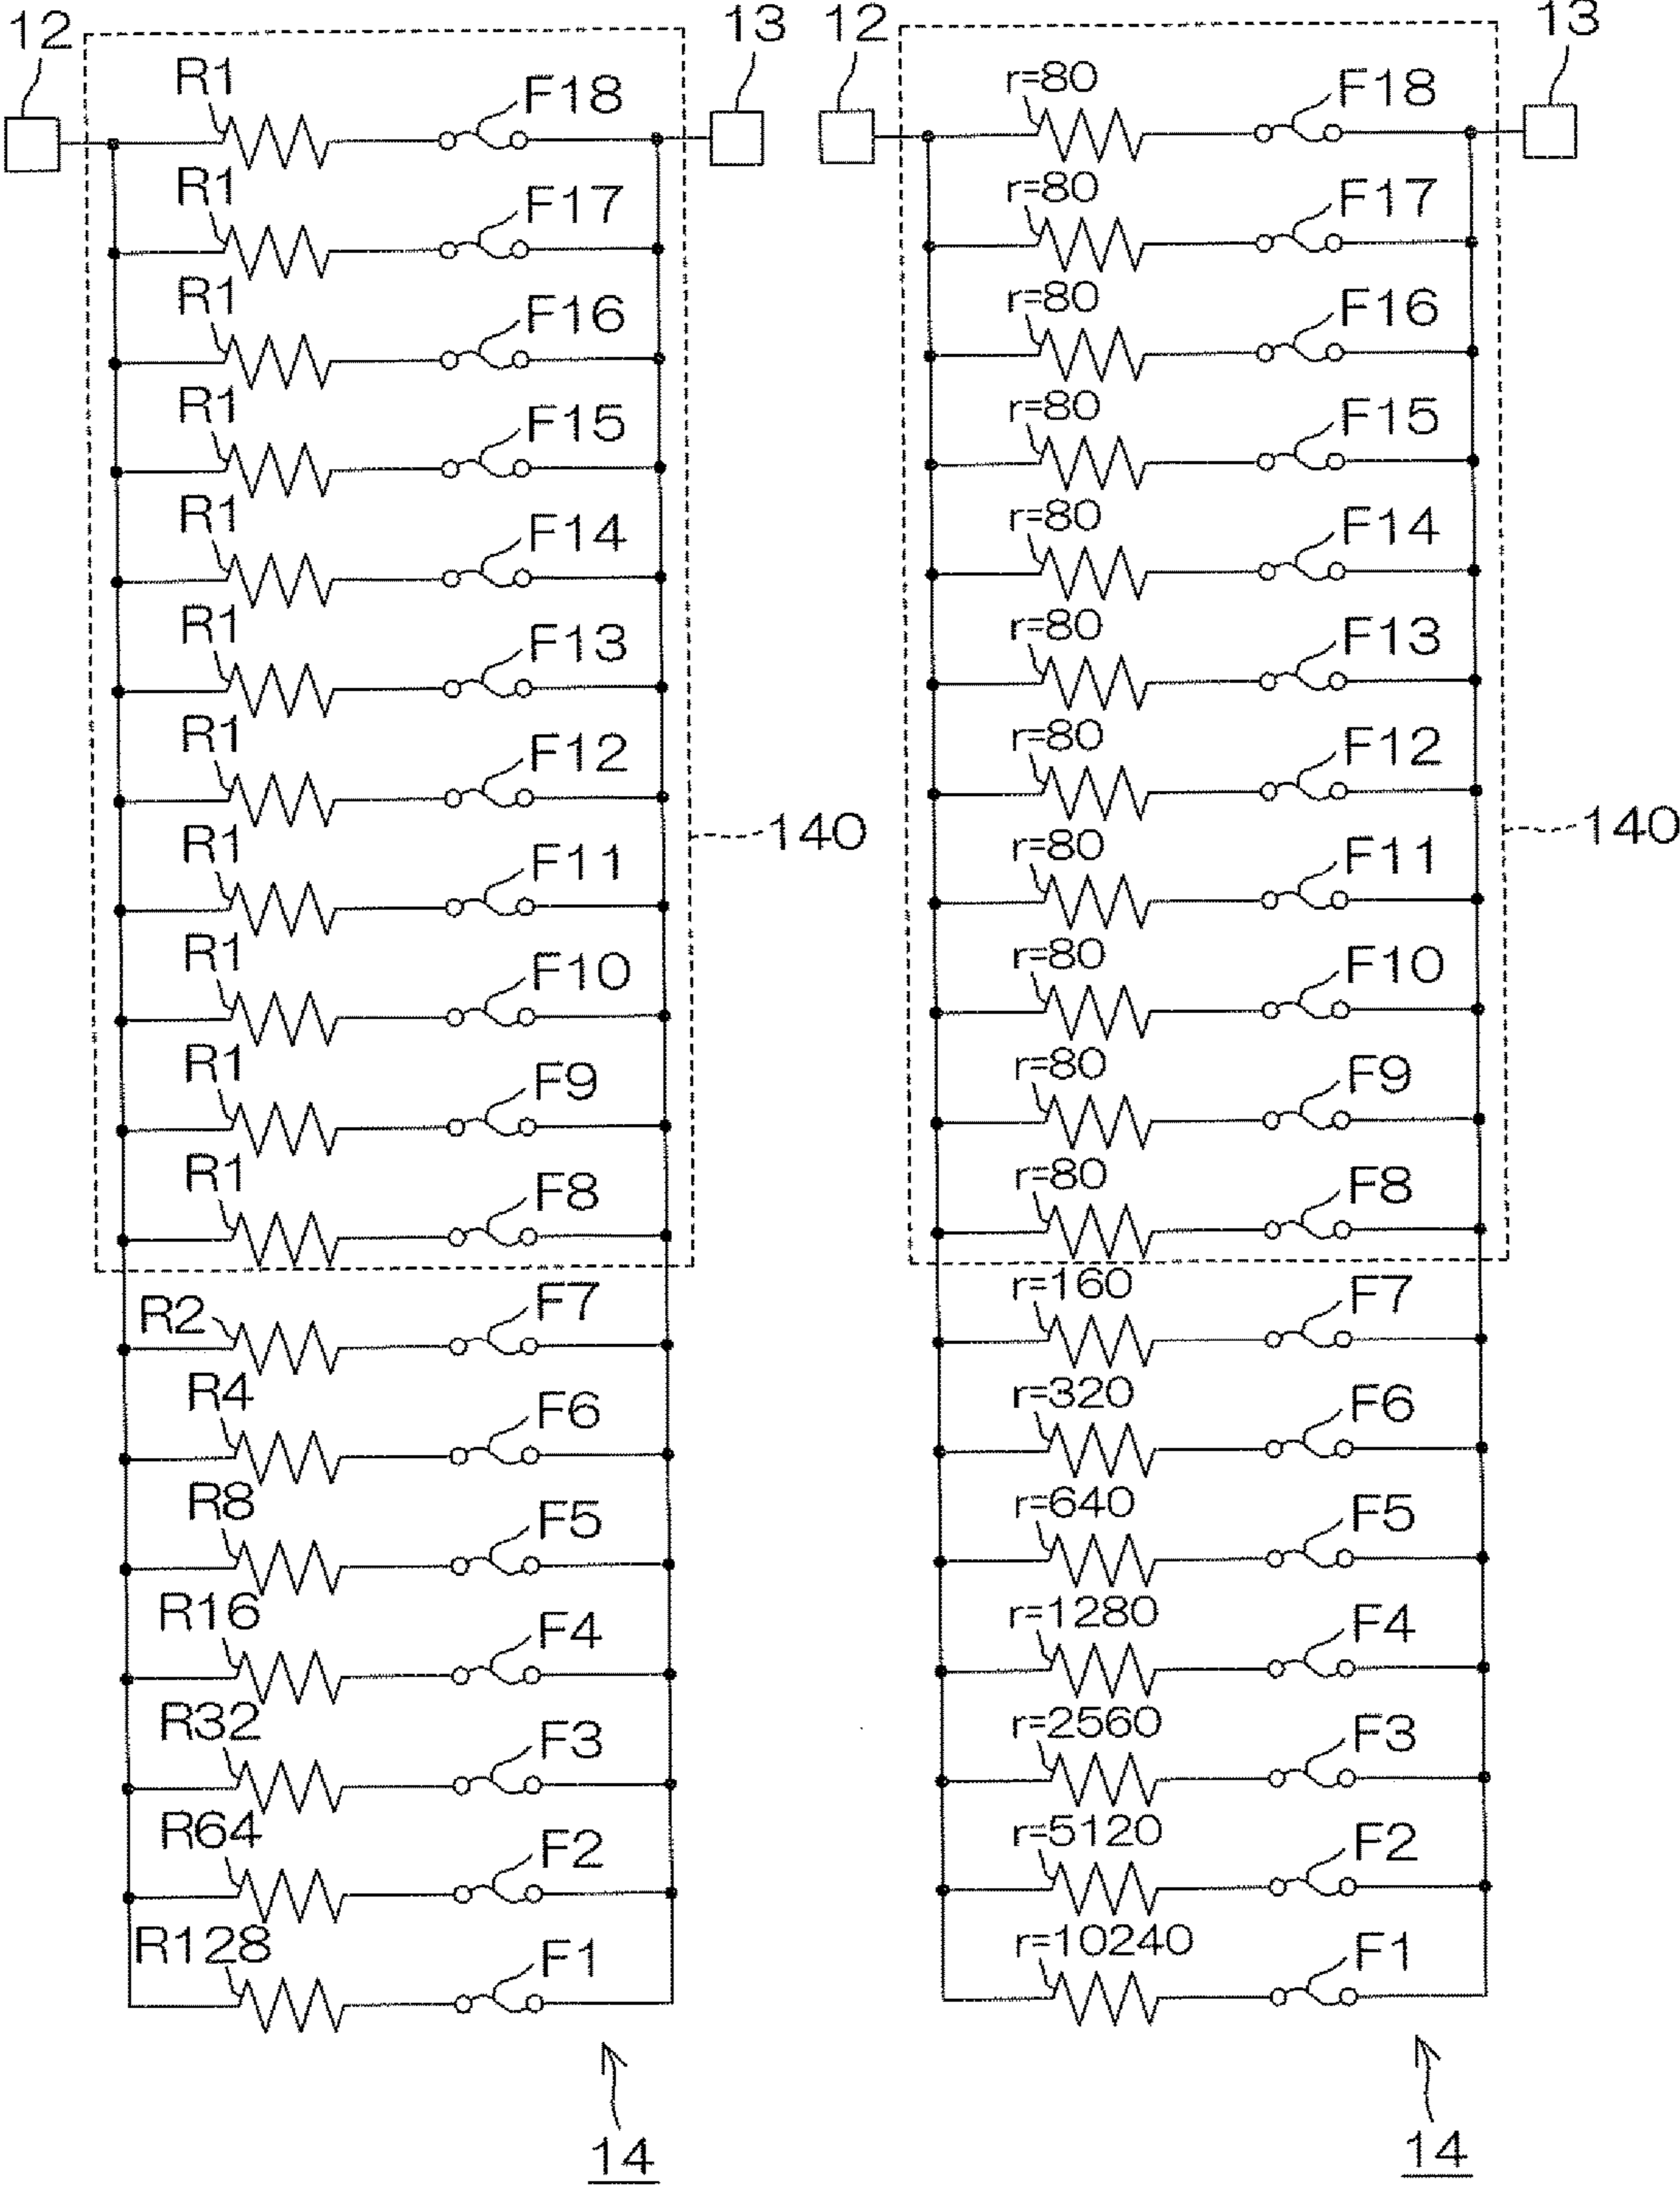 12
13
R1 F18
R1 F17
R1 F16
R1 F15
R1 F14
R1 F13
R1 F12
R1 F11
140
R1 F10
R1 F9
R1 F8
R2 F7
R4 F6
R8 F5
R16 F4
R32 F3
R64 F2
R128 F1
14
12
13
r=80 F18
r=80 F17
r=80 F16
r=80 F15
r=80 F14
r=80 F13
r=80 F12
r=80 F11
140
r=80 F10
r=80 F9
r=80 F8
r=160 F7
r=320 F6
r=640 F5
r=1280 F4
r=2560 F3
r=5120 F2
r=10240 F1
14